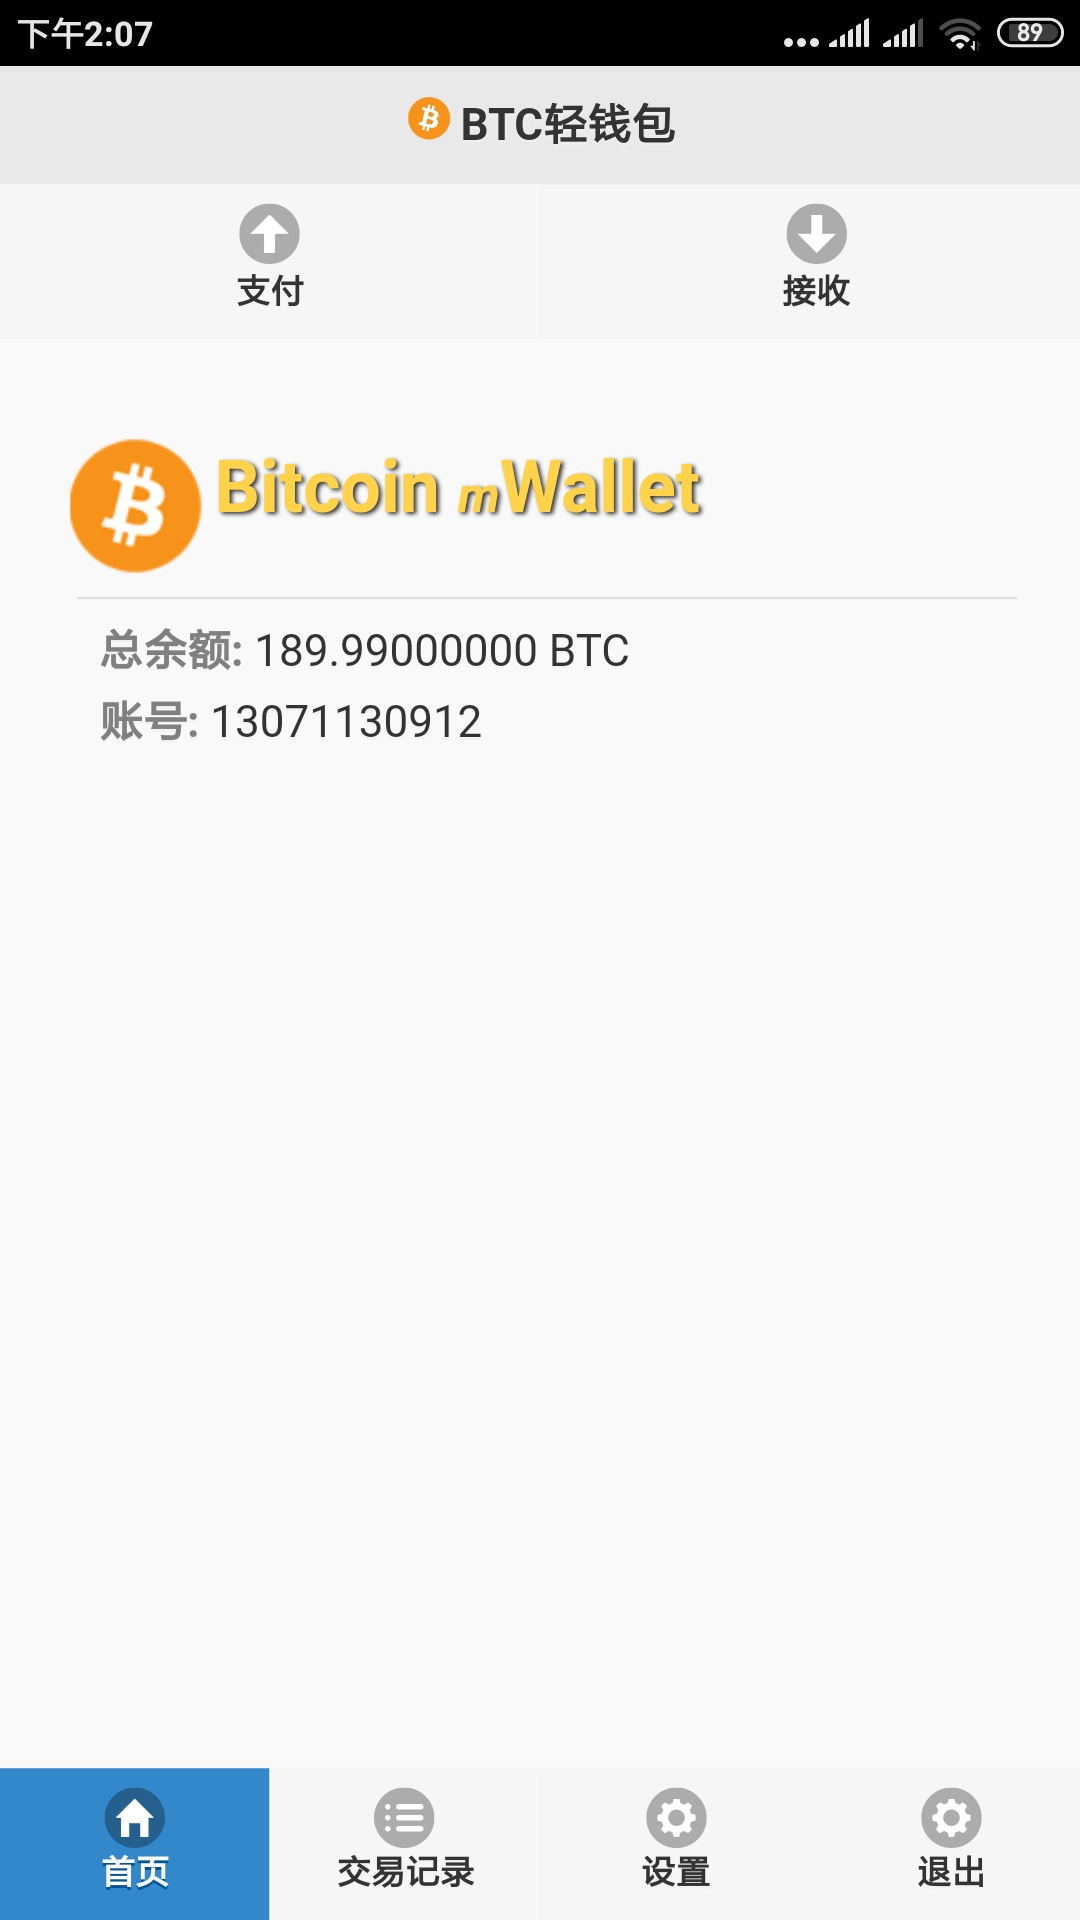 下午2:07
89
BTC轻钱包
支付
接收
Bitcoin mWallet
总余额: 189.99000000 BTC
账号: 13071130912
首页
交易记录
设置
退出